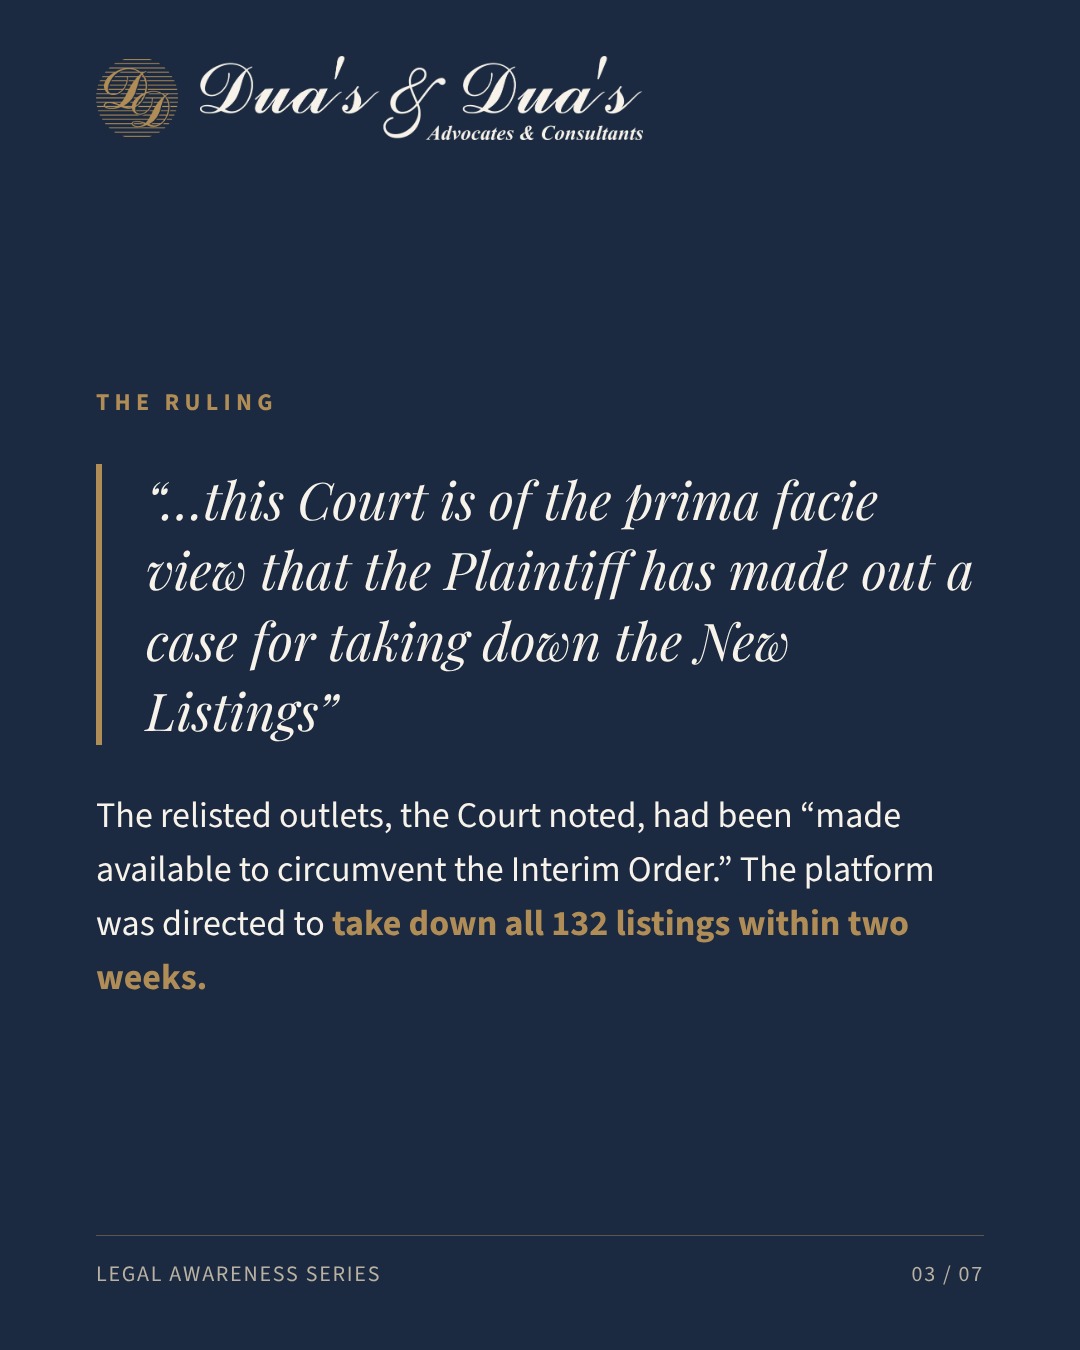 DD
Dua's & Dua's
Advocates & Consultants
THE RULING
“…this Court is of the prima facie
view that the Plaintiff has made out a
case for taking down the New
Listings”
The relisted outlets, the Court noted, had been “made
available to circumvent the Interim Order.” The platform
was directed to take down all 132 listings within two
weeks.
LEGAL AWARENESS SERIES
03 / 07